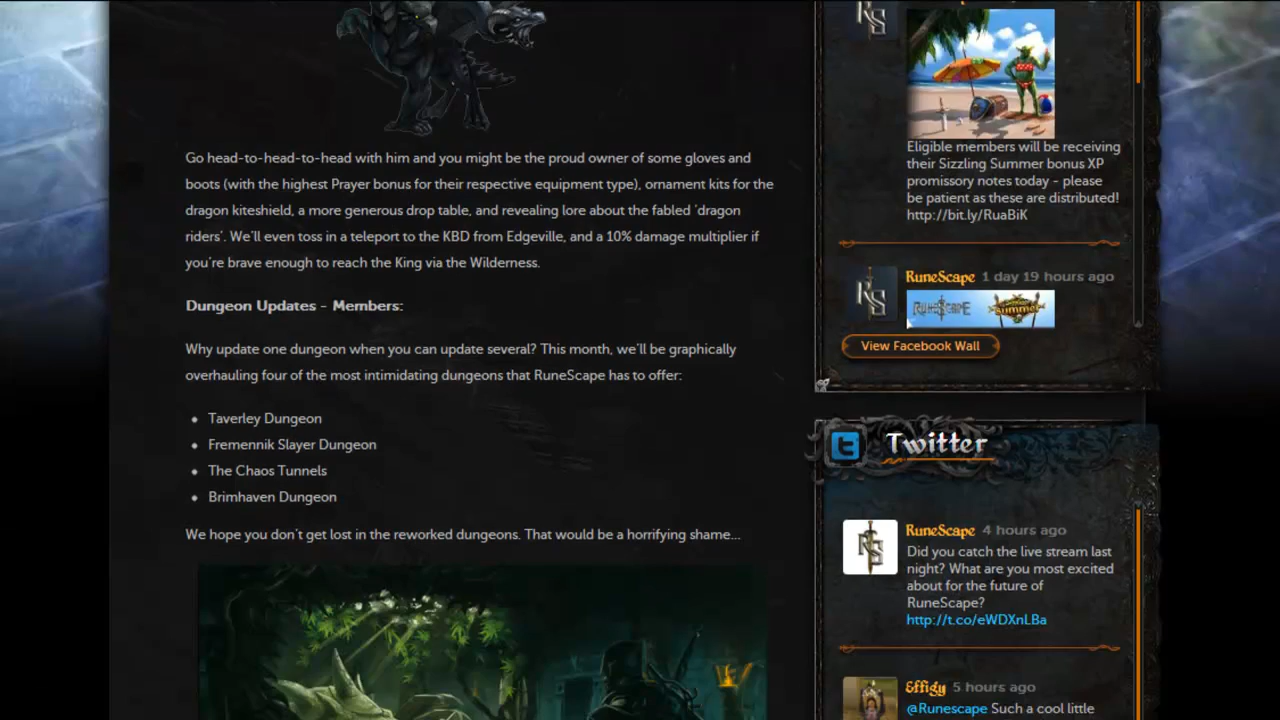 Go head-to-head-to-head with him and you might be the proud owner of some gloves and
boots (with the highest Prayer bonus for their respective equipment type), ornament kits for the
dragon kiteshield, a more generous drop table, and revealing lore about the fabled 'dragon
riders'. We'll even toss in a teleport to the KBD from Edgeville, and a 10% damage multiplier if
you're brave enough to reach the King via the Wilderness.
Dungeon Updates - Members:
Why update one dungeon when you can update several? This month, we'll be graphically
overhauling four of the most intimidating dungeons that RuneScape has to offer:
Taverley Dungeon
Fremennik Slayer Dungeon
The Chaos Tunnels
Brimhaven Dungeon
We hope you don't get lost in the reworked dungeons. That would be a horrifying shame...
RS
Eligible members will be receiving
their Sizzling Summer bonus XP
promissory notes today - please
be patient as these are distributed!
http://bit.ly/RuaBiK
RS
RuneScape 1 day 19 hours ago
RUNESCAPE
Summer
View Facebook Wall
t Twitter
RS
RuneScape 4 hours ago
Did you catch the live stream last
night? What are you most excited
about for the future of
RuneScape?
http://t.co/eWDXnLBa
Effigy 5 hours ago
@Runescape Such a cool little